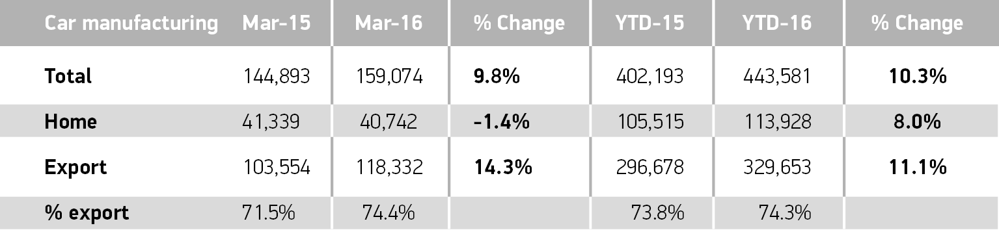 Car manufacturing Mar-15 Mar-16 % Change YTD-15 YTD-16 % Change
Total 144,893 159,074 9.8% 402,193 443,581 10.3%
Home 41,339 40,742 -1.4% 105,515 113,928 8.0%
Export 103,554 118,332 14.3% 296,678 329,653 11.1%
% export 71.5% 74.4% 73.8% 74.3%